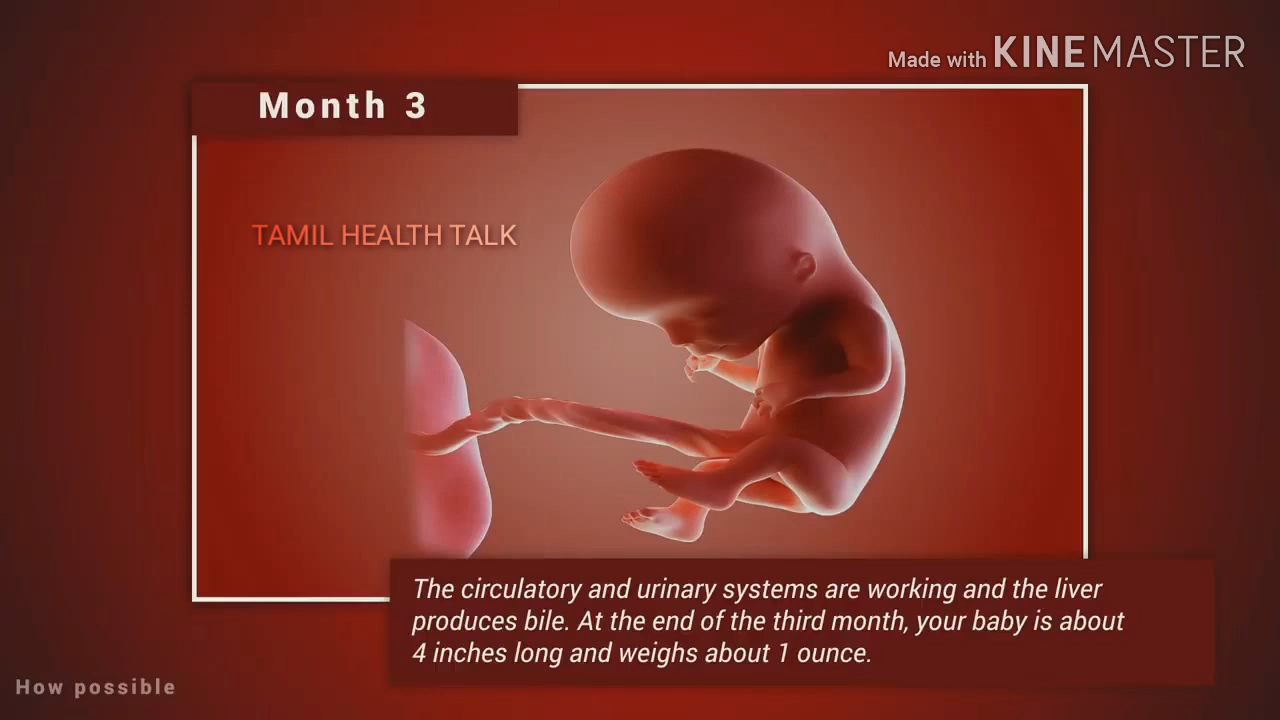 Made with KINEMASTER
Month 3
TAMIL HEALTH TALK
The circulatory and urinary systems are working and the liver
produces bile. At the end of the third month, your baby is about
4 inches long and weighs about 1 ounce.
How possible